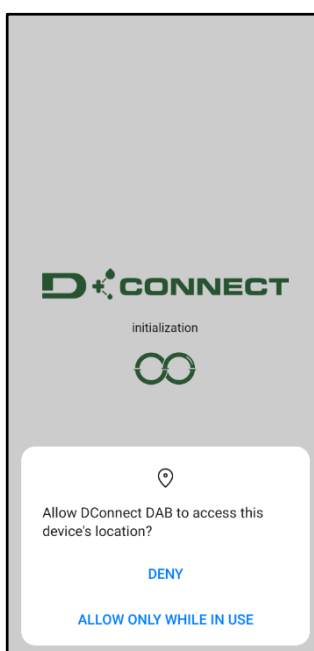 D+CONNECT
initialization
Allow DConnect DAB to access this
device's location?
DENY
ALLOW ONLY WHILE IN USE